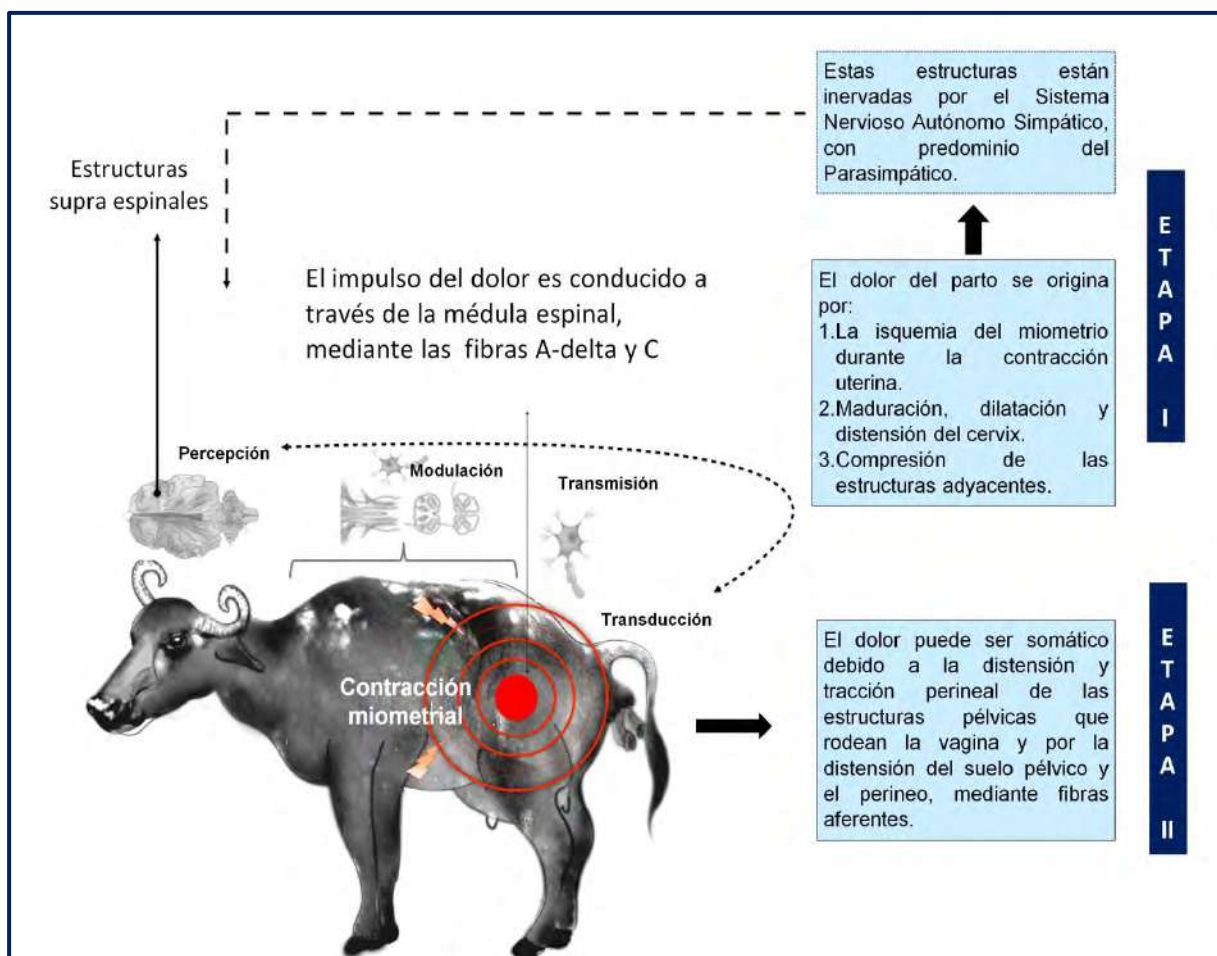 Estas estructuras están
inervadas por el Sistema
Nervioso Autónomo Simpático,
con predominio del
Parasimpático.
Estructuras
supra espinales
El impulso del dolor es conducido a
través de la médula espinal,
mediante las fibras A-delta y C
El dolor del parto se origina
por:
1.La isquemia del miometrio
durante la contracción
uterina.
2.Maduración, dilatación y
distensión del cervix.
3.Compresión de las
estructuras adyacentes.
ETAPA I
Percepción
Modulación
Transmisión
Transducción
Contracción
miometrial
El dolor puede ser somático
debido a la distensión y
tracción perineal de las
estructuras pélvicas que
rodean la vagina y por la
distensión del suelo pélvico y
el perineo, mediante fibras
aferentes.
ETAPA II